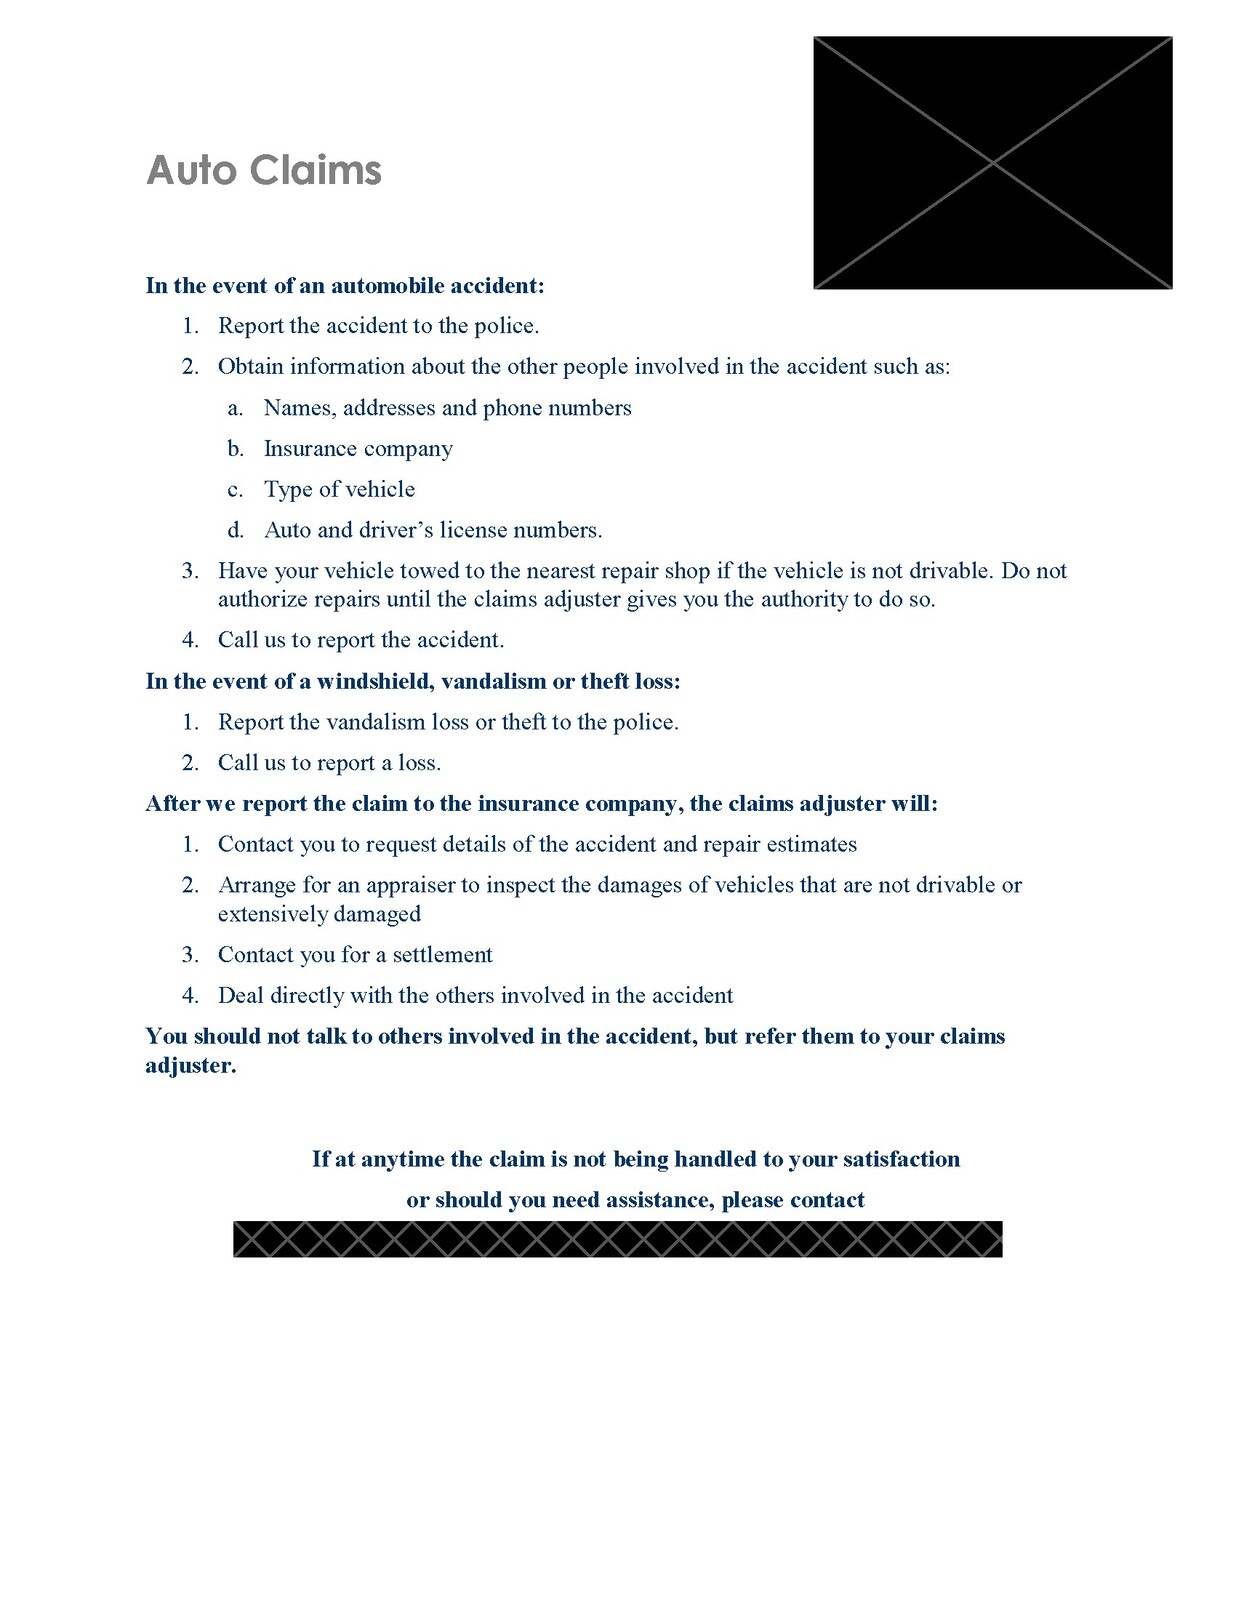 Auto Claims
In the event of an automobile accident:
1. Report the accident to the police.
2. Obtain information about the other people involved in the accident such as:
a. Names, addresses and phone numbers
b. Insurance company
c. Type of vehicle
d. Auto and driver’s license numbers.
3. Have your vehicle towed to the nearest repair shop if the vehicle is not drivable. Do not
authorize repairs until the claims adjuster gives you the authority to do so.
4. Call us to report the accident.
In the event of a windshield, vandalism or theft loss:
1. Report the vandalism loss or theft to the police.
2. Call us to report a loss.
After we report the claim to the insurance company, the claims adjuster will:
1. Contact you to request details of the accident and repair estimates
2. Arrange for an appraiser to inspect the damages of vehicles that are not drivable or
extensively damaged
3. Contact you for a settlement
4. Deal directly with the others involved in the accident
You should not talk to others involved in the accident, but refer them to your claims
adjuster.
If at anytime the claim is not being handled to your satisfaction
or should you need assistance, please contact